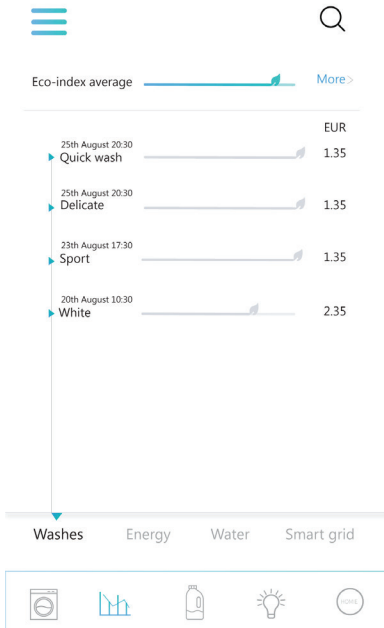 Eco-index average More>
EUR
25th August 20:30
Quick wash 1.35
25th August 20:30
Delicate 1.35
23th August 17:30
Sport 1.35
20th August 10:30
White 2.35
Washes Energy Water Smart grid
HOME